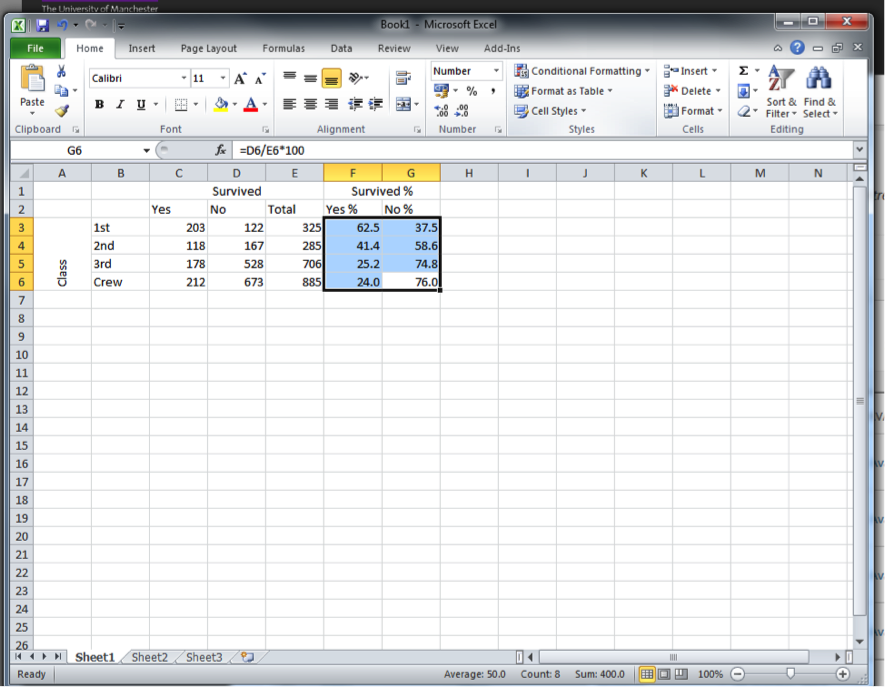 The University of Manchester
Book1 - Microsoft Excel
File Home Insert Page Layout Formulas Data Review View Add-Ins
Calibri 11 Number Conditional Formatting Insert Σ
Paste B I U A % , Format as Table Delete Sort & Find &
Cell Styles Format Filter Select
Clipboard Font Alignment Number Styles Cells Editing
G6 fx =D6/E6*100
A B C D E F G H I J K L M N
1 Survived Survived %
2 Yes No Total Yes % No %
3 1st 203 122 325 62.5 37.5
4 2nd 118 167 285 41.4 58.6
5 3rd 178 528 706 25.2 74.8
Class
6 Crew 212 673 885 24.0 76.0
7
8
9
10
11
12
13
14
15
16
17
18
19
20
21
22
23
24
25
26
Sheet1 Sheet2 Sheet3
Ready Average: 50.0 Count: 8 Sum: 400.0 100%